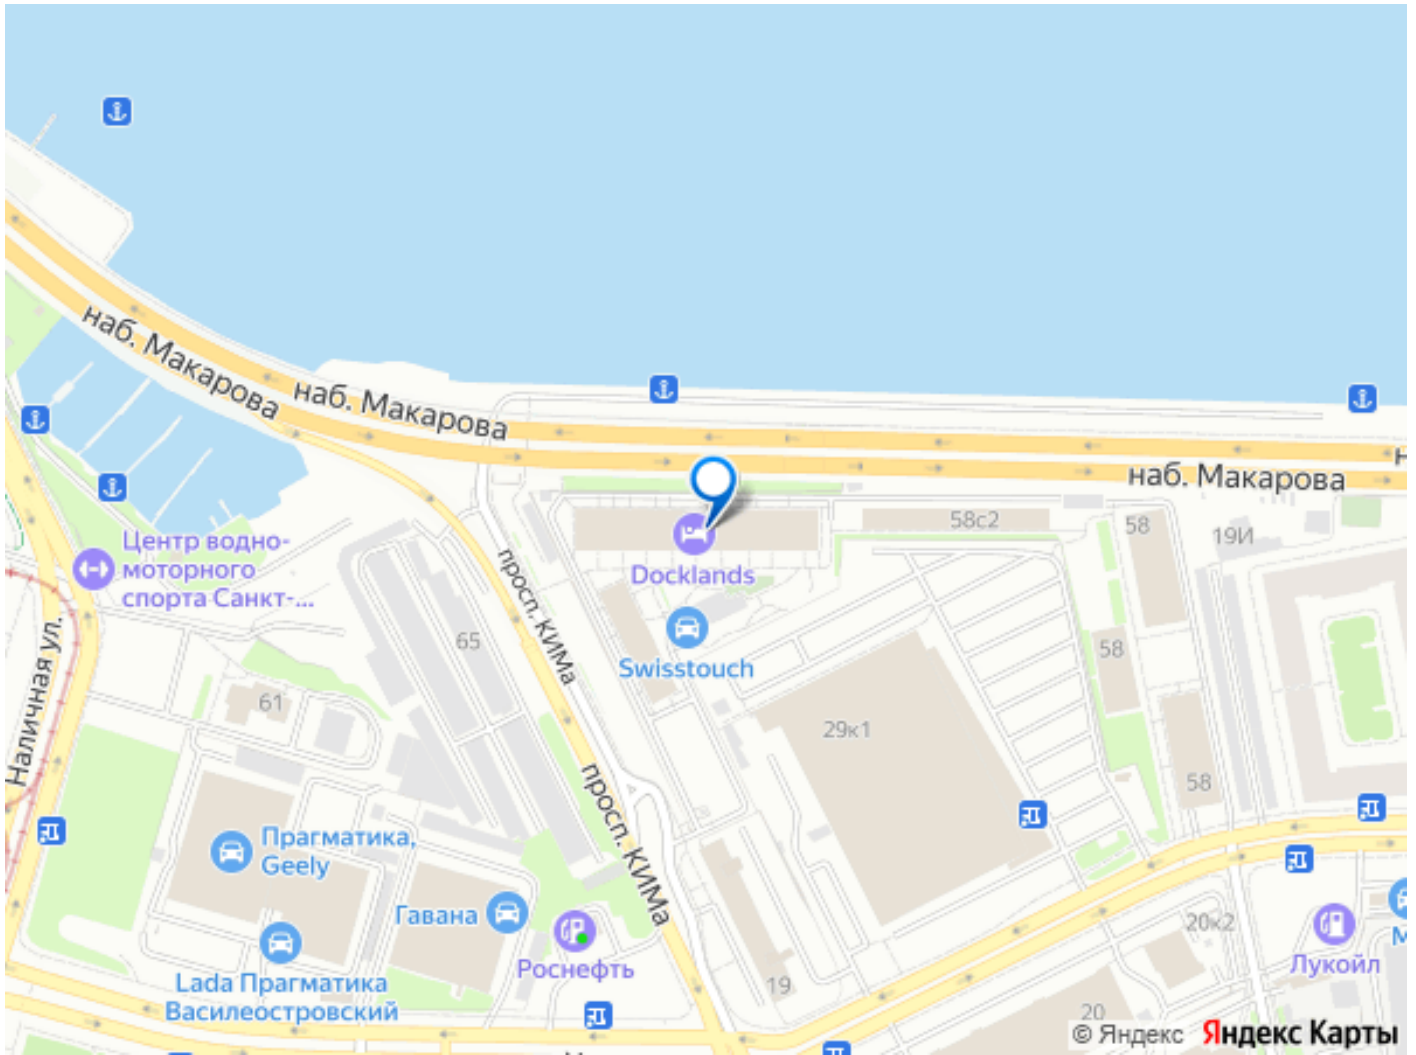 наб. Макарова
наб. Макарова
наб. Макарова
58с2
58
19И
Центр водно-
моторного
спорта Санкт-...
Docklands
просп. КИМа
65
58
Swisstouch
Наличная ул.
61
29к1
58
просп. КИМа
Прагматика,
Geely
Гавана
20к2
Роснефть
Лукойл
Lada Прагматика
Василеостровский
19
20
© Яндекс Яндекс Карты